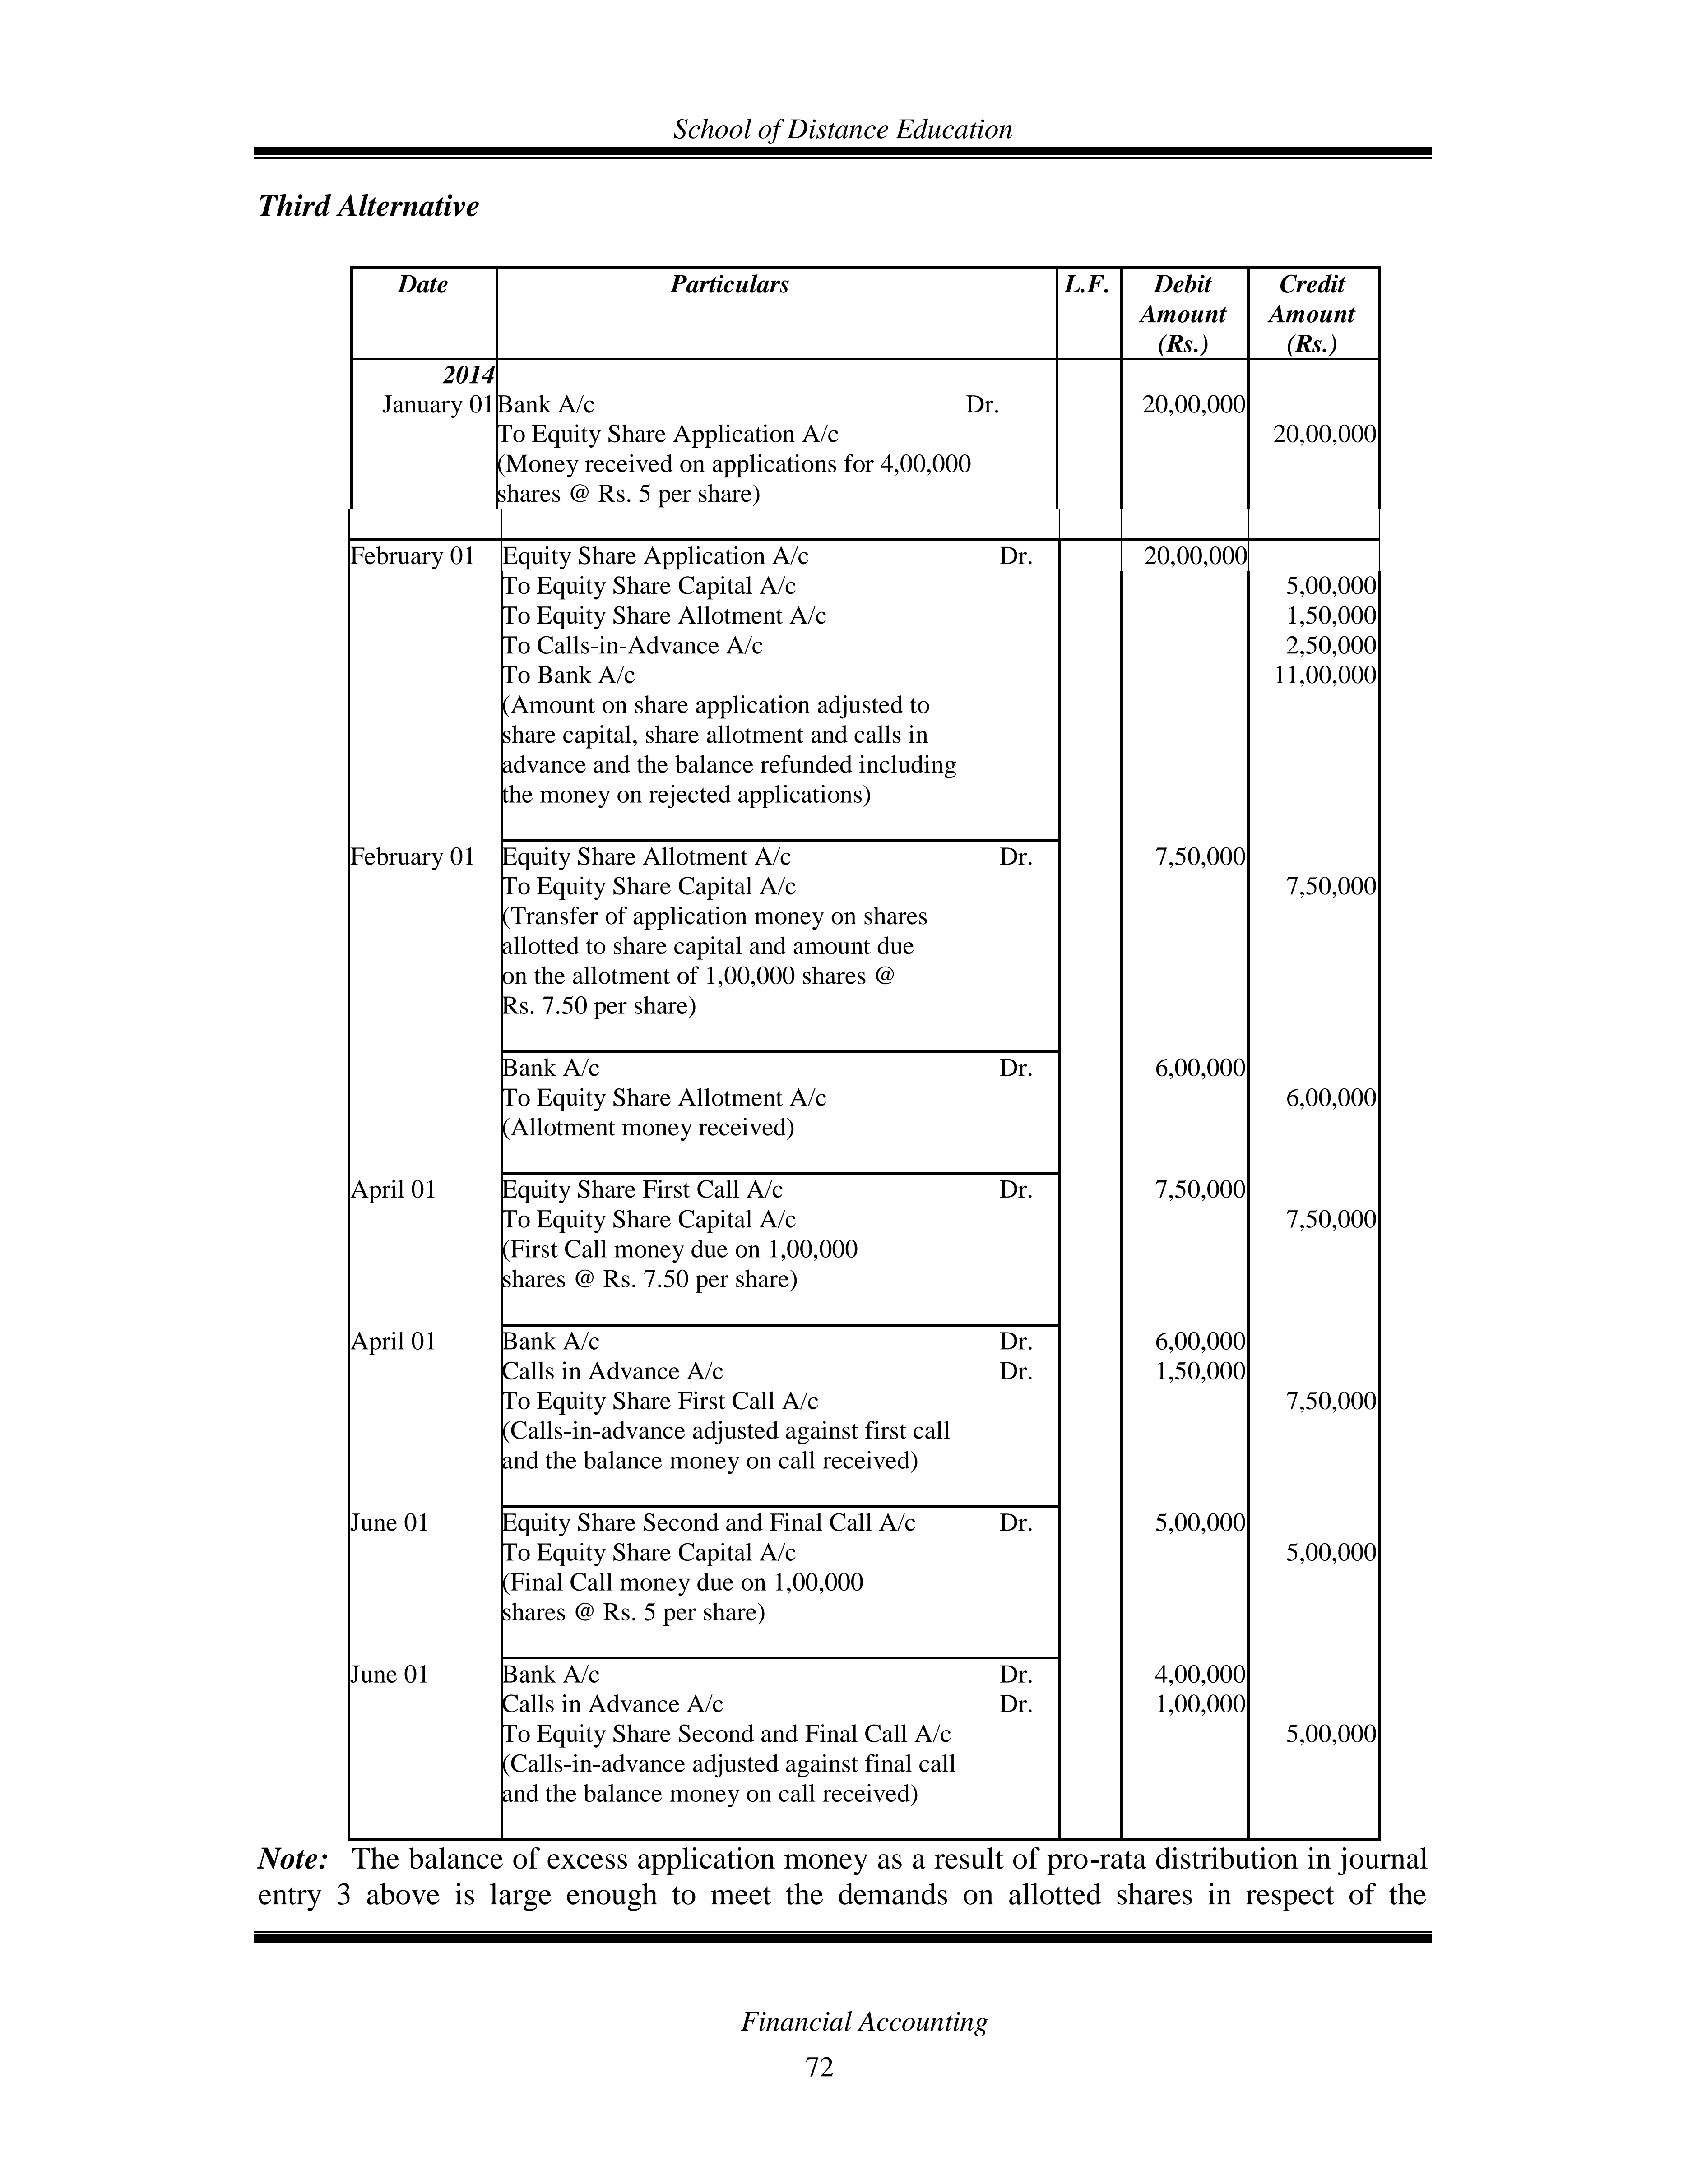 School of Distance Education
Third Alternative
Date Particulars L.F. Debit Amount (Rs.) Credit Amount (Rs.)
2014
January 01 Bank A/c Dr. 20,00,000
To Equity Share Application A/c 20,00,000
(Money received on applications for 4,00,000
shares @ Rs. 5 per share)
February 01 Equity Share Application A/c Dr. 20,00,000
To Equity Share Capital A/c 5,00,000
To Equity Share Allotment A/c 1,50,000
To Calls-in-Advance A/c 2,50,000
To Bank A/c 11,00,000
(Amount on share application adjusted to
share capital, share allotment and calls in
advance and the balance refunded including
the money on rejected applications)
February 01 Equity Share Allotment A/c Dr. 7,50,000
To Equity Share Capital A/c 7,50,000
(Transfer of application money on shares
allotted to share capital and amount due
on the allotment of 1,00,000 shares @
Rs. 7.50 per share)
Bank A/c Dr. 6,00,000
To Equity Share Allotment A/c 6,00,000
(Allotment money received)
April 01 Equity Share First Call A/c Dr. 7,50,000
To Equity Share Capital A/c 7,50,000
(First Call money due on 1,00,000
shares @ Rs. 7.50 per share)
April 01 Bank A/c Dr. 6,00,000
Calls in Advance A/c Dr. 1,50,000
To Equity Share First Call A/c 7,50,000
(Calls-in-advance adjusted against first call
and the balance money on call received)
June 01 Equity Share Second and Final Call A/c Dr. 5,00,000
To Equity Share Capital A/c 5,00,000
(Final Call money due on 1,00,000
shares @ Rs. 5 per share)
June 01 Bank A/c Dr. 4,00,000
Calls in Advance A/c Dr. 1,00,000
To Equity Share Second and Final Call A/c 5,00,000
(Calls-in-advance adjusted against final call
and the balance money on call received)
Note: The balance of excess application money as a result of pro-rata distribution in journal
entry 3 above is large enough to meet the demands on allotted shares in respect of the
Financial Accounting
72